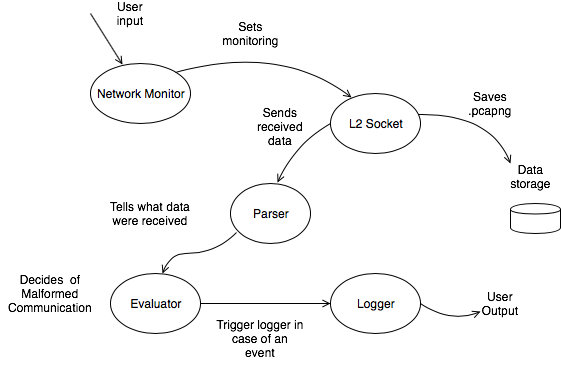 User
input
Sets
monitoring
Network Monitor
Saves
.pcapng
L2 Socket
Sends
received
data
Data
storage
Tells what data
were received
Parser
Decides of
Malformed
Communication
Evaluator
Trigger logger in
case of an
event
Logger
User
Output